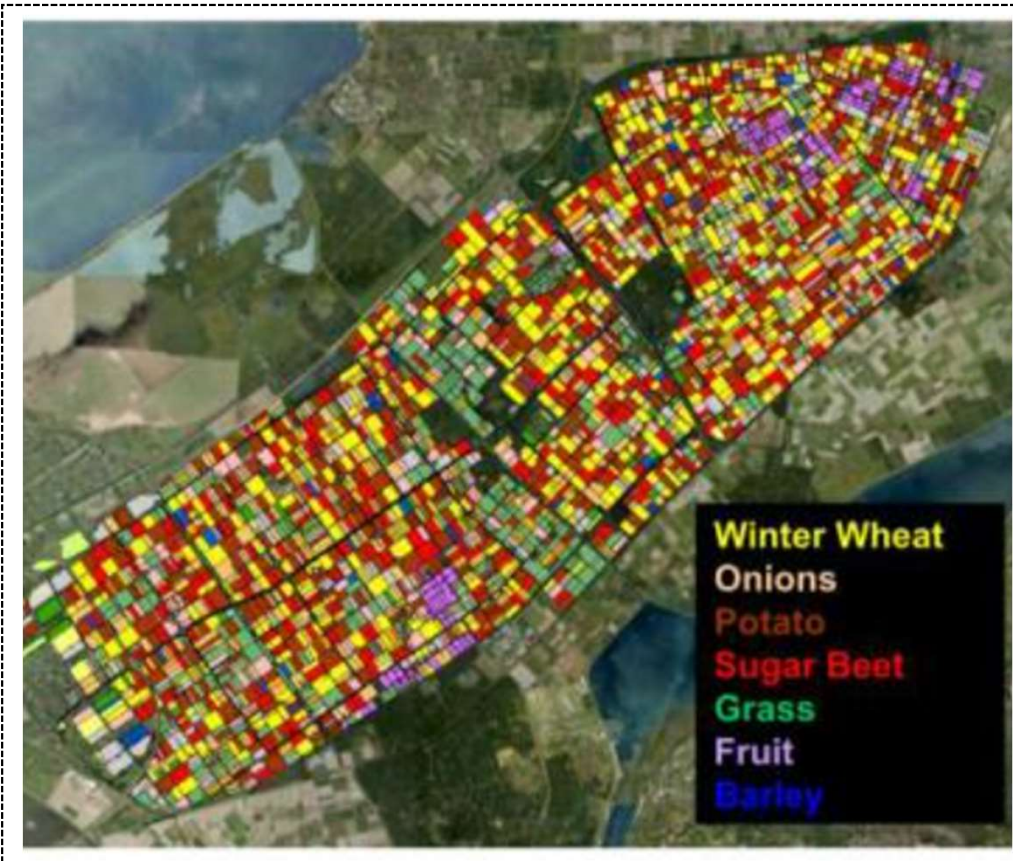 Winter Wheat
Onions
Potato
Sugar Beet
Grass
Fruit
Barley